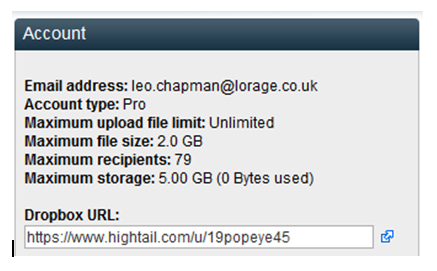 Account
Email address: leo.chapman@lorage.co.uk
Account type: Pro
Maximum upload file limit: Unlimited
Maximum file size: 2.0 GB
Maximum recipients: 79
Maximum storage: 5.00 GB (0 Bytes used)
Dropbox URL:
https://www.hightail.com/u/19popeye45